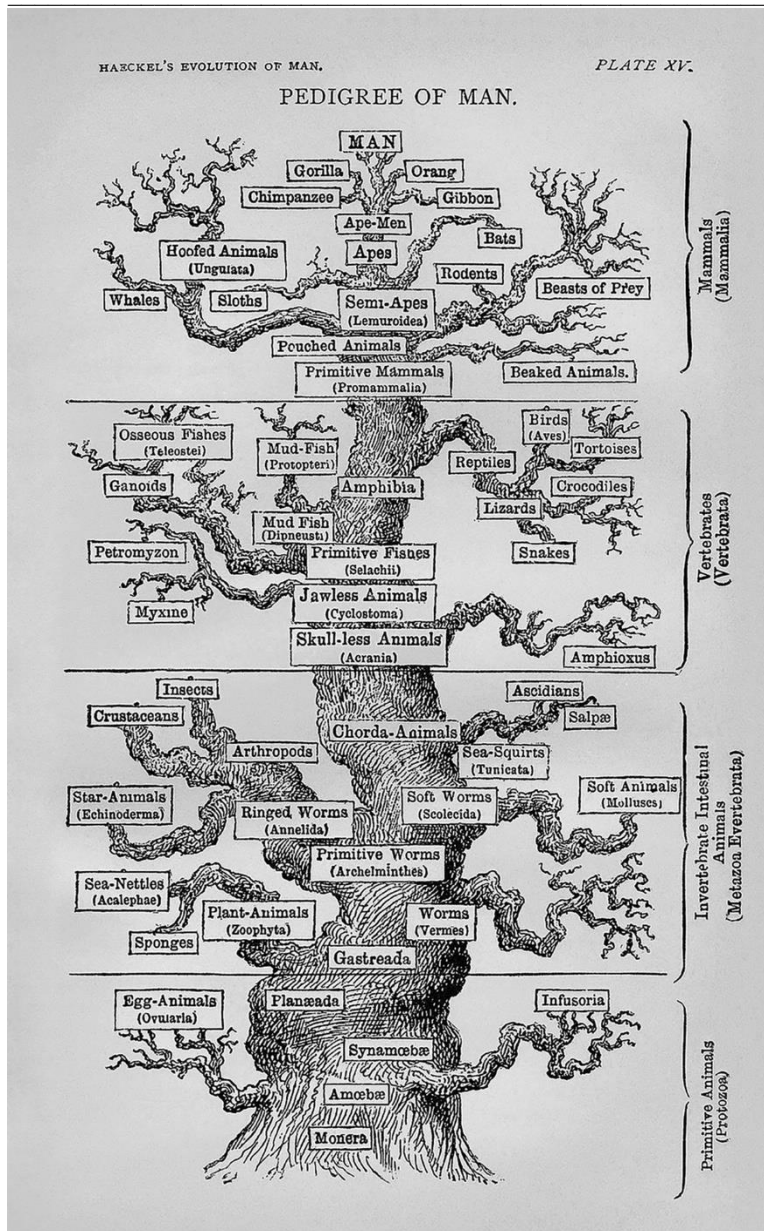 HAECKEL'S EVOLUTION OF MAN.
PLATE XV.
PEDIGREE OF MAN.
MAN
Gorilla
Orang
Chimpanzee
Gibbon
Ape-Men
Bats
Hoofed Animals
(Ungulata)
Apes
Rodents
Beasts of Prey
Whales
Sloths
Semi-Apes
(Lemuroidea)
Pouched Animals
Primitive Mammals
(Promammalia)
Beaked Animals.
Mammals
(Mammalia)
Osseous Fishes
(Teleostei)
Mud-Fish
(Protopteri)
Birds
(Aves)
Tortoises
Reptiles
Ganoids
Amphibia
Crocodiles
Lizards
Mud Fish
(Dipneusti)
Petromyzon
Primitive Fishes
(Selachii)
Snakes
Myxine
Jawless Animals
(Cyclostoma)
Skull-less Animals
(Acrania)
Amphioxus
Vertebrates
(Vertebrata)
Insects
Ascidians
Crustaceans
Salpæ
Chorda-Animals
Arthropods
Sea-Squirts
(Tunicata)
Star-Animals
(Echinoderma)
Soft Worms
(Scolecida)
Soft Animals
(Molluscs)
Ringed Worms
(Annelida)
Primitive Worms
(Archelminthes)
Sea-Nettles
(Acalephae)
Plant-Animals
(Zoophyta)
Worms
(Vermes)
Sponges
Gastreada
Invertebrate Intestinal
Animals
(Metazoa Evertebrata)
Egg-Animals
(Ovularia)
Planæada
Infusoria
Synamœbæ
Amœbæ
Monera
Primitive Animals
(Protozoa)